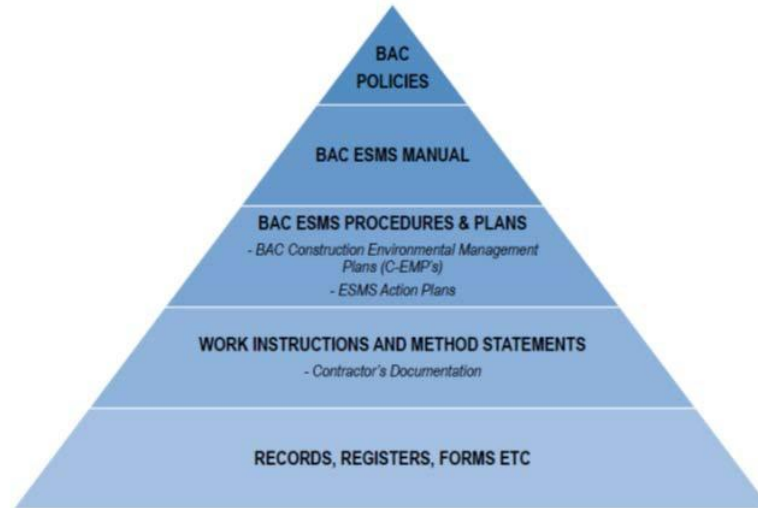 BAC
POLICIES
BAC ESMS MANUAL
BAC ESMS PROCEDURES & PLANS
- BAC Construction Environmental Management
Plans (C-EMP's)
- ESMS Action Plans
WORK INSTRUCTIONS AND METHOD STATEMENTS
- Contractor's Documentation
RECORDS, REGISTERS, FORMS ETC